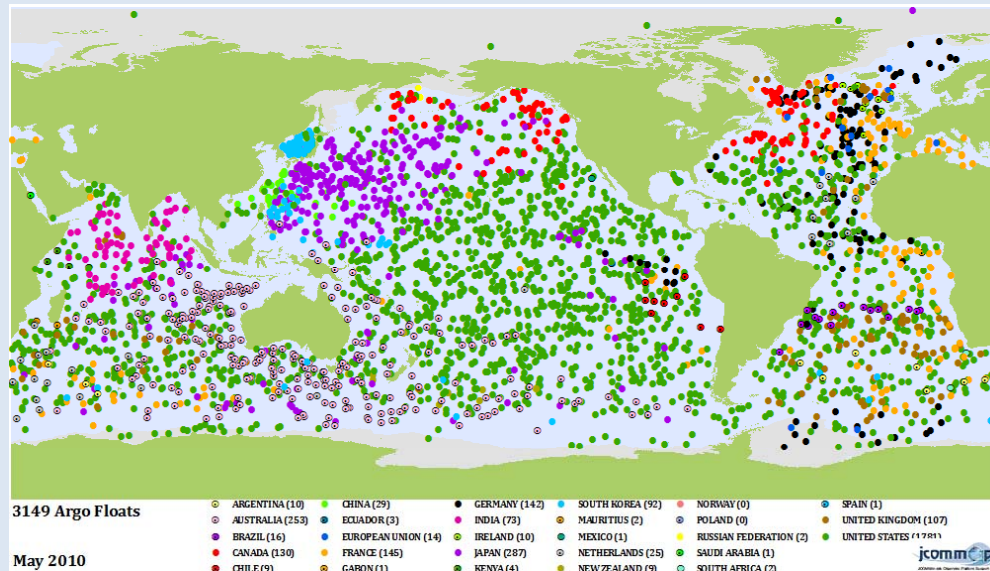 3149 Argo Floats
May 2010
ARGENTINA (10)
AUSTRALIA (253)
BRAZIL (16)
CANADA (130)
CHILE (9)
CHINA (29)
ECUADOR (3)
EUROPEAN UNION (14)
FRANCE (145)
GABON (1)
GERMANY (142)
INDIA (73)
IRELAND (10)
JAPAN (287)
KENYA (4)
SOUTH KOREA (92)
MAURITIUS (2)
MEXICO (1)
NETHERLANDS (25)
NEW ZEALAND (9)
NORWAY (0)
POLAND (0)
RUSSIAN FEDERATION (2)
SAUDI ARABIA (1)
SOUTH AFRICA (2)
SPAIN (1)
UNITED KINGDOM (107)
UNITED STATES (1781)